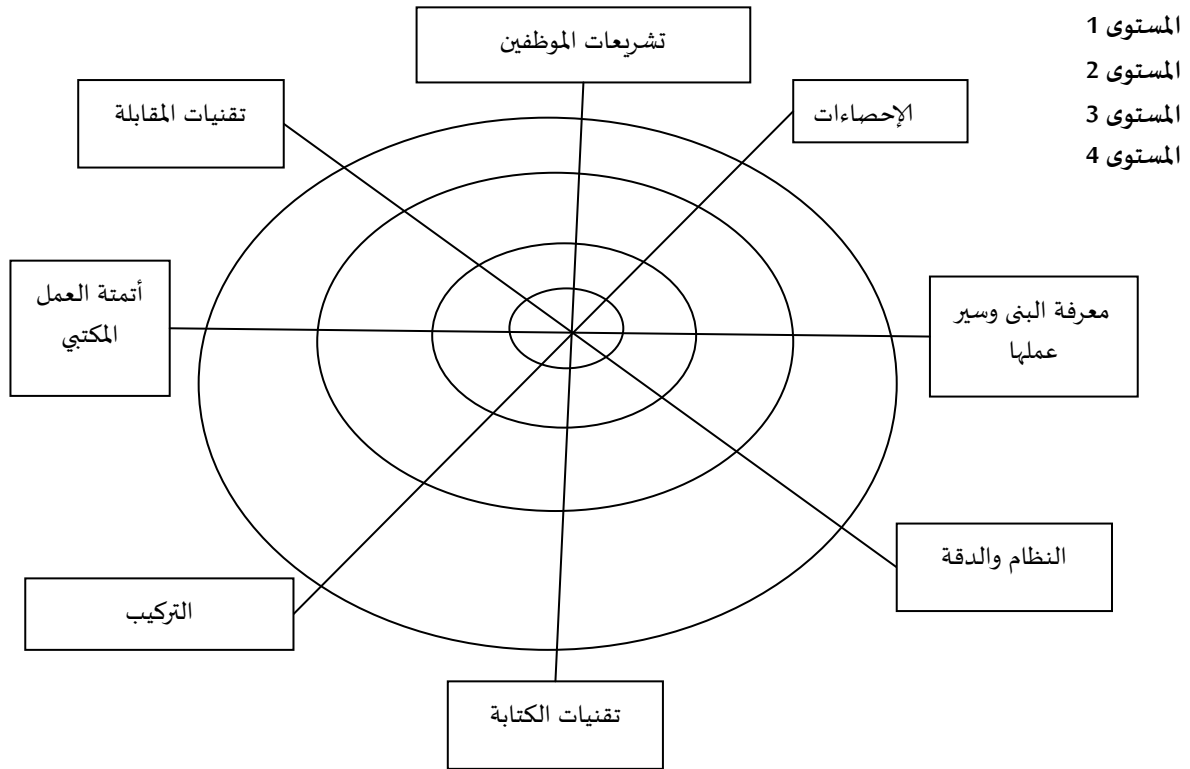 المستوى 1
المستوى 2
المستوى 3
المستوى 4
تشريعات الموظفين
الإحصاءات
تقنيات المقابلة
معرفة البنى وسير
عملها
أتمتة العمل
المكتبي
النظام والدقة
التركيب
تقنيات الكتابة